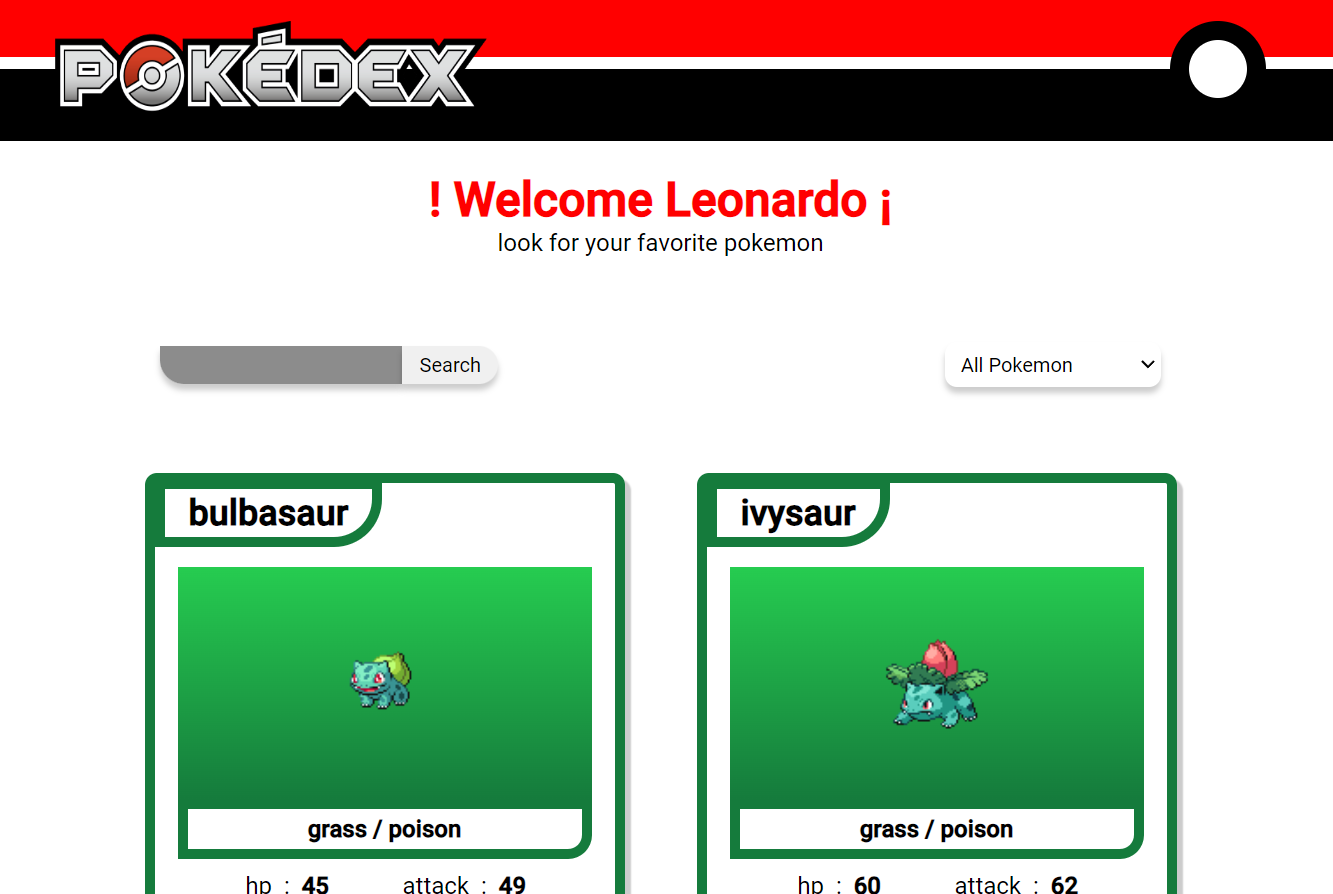 POKÉDEX
! Welcome Leonardo ¡
look for your favorite pokemon
Search
All Pokemon
bulbasaur
ivysaur
grass / poison
grass / poison
hp : 45 attack : 49
hp : 60 attack : 62